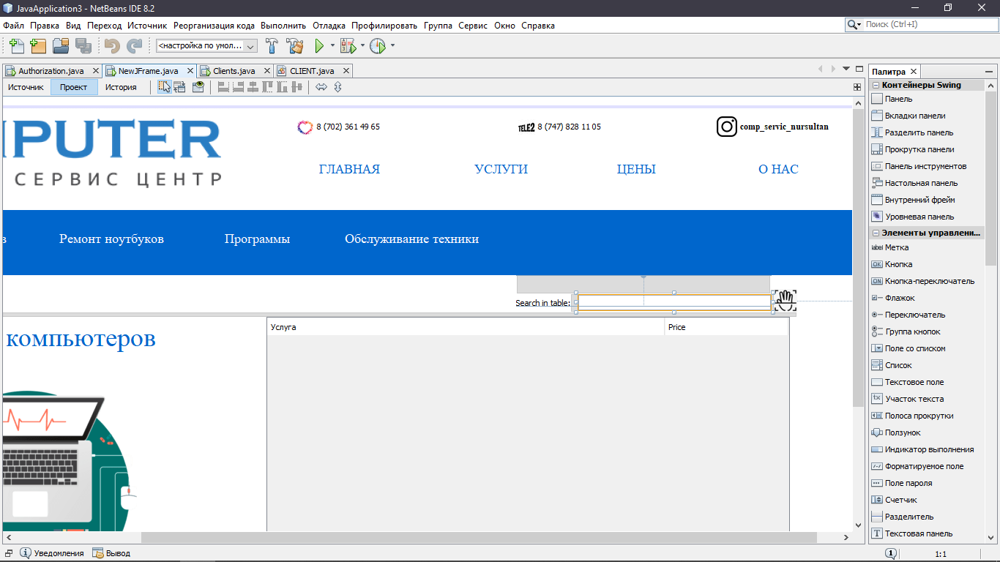 JavaApplication3 - NetBeans IDE 8.2
Файл Правка Вид Переход Источник Реорганизация кода Выполнить Отладка Профилировать Группа Сервис Окно Справка
Поиск (Ctrl+I)
<настройка по умол...
Authorization.java NewJFrame.java Clients.java CLIENT.java
Источник Проект История
PUTER
СЕРВИС ЦЕНТР
8 (702) 361 49 65
TELE2 8 (747) 828 11 05
comp_servic_nursultan
ГЛАВНАЯ УСЛУГИ ЦЕНЫ О НАС
в Ремонт ноутбуков Программы Обслуживание техники
Search in table:
компьютеров
Услуга Price
Палитра
Контейнеры Swing
Панель
Вкладки панели
Разделить панель
Прокрутка панели
Панель инструментов
Настольная панель
Внутренний фрейм
Уровневая панель
Элементы управлени...
label Метка
OK Кнопка
ON Кнопка-переключатель
Флажок
Переключатель
Группа кнопок
Поле со списком
Список
Текстовое поле
tx Участок текста
Полоса прокрутки
Ползунок
Индикатор выполнения
Форматируемое поле
Поле пароля
Счетчик
Разделитель
T Текстовая панель
Уведомления Вывод
1 1:1